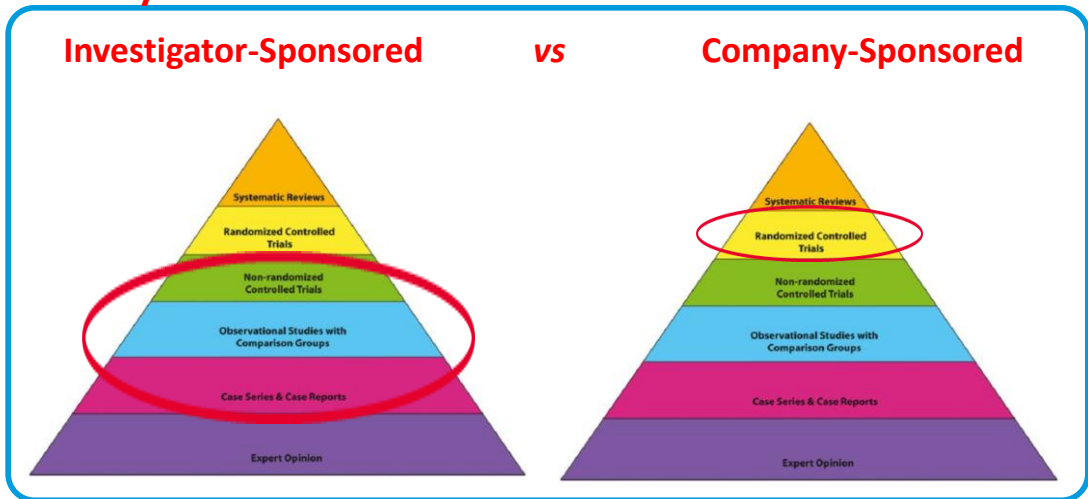 Investigator-Sponsored vs Company-Sponsored
Systematic Reviews
Randomized Controlled
Trials
Non-randomized
Controlled Trials
Observational Studies with
Comparison Groups
Case Series & Case Reports
Expert Opinion
Systematic Reviews
Randomized Controlled
Trials
Non-randomized
Controlled Trials
Observational Studies with
Comparison Groups
Case Series & Case Reports
Expert Opinion